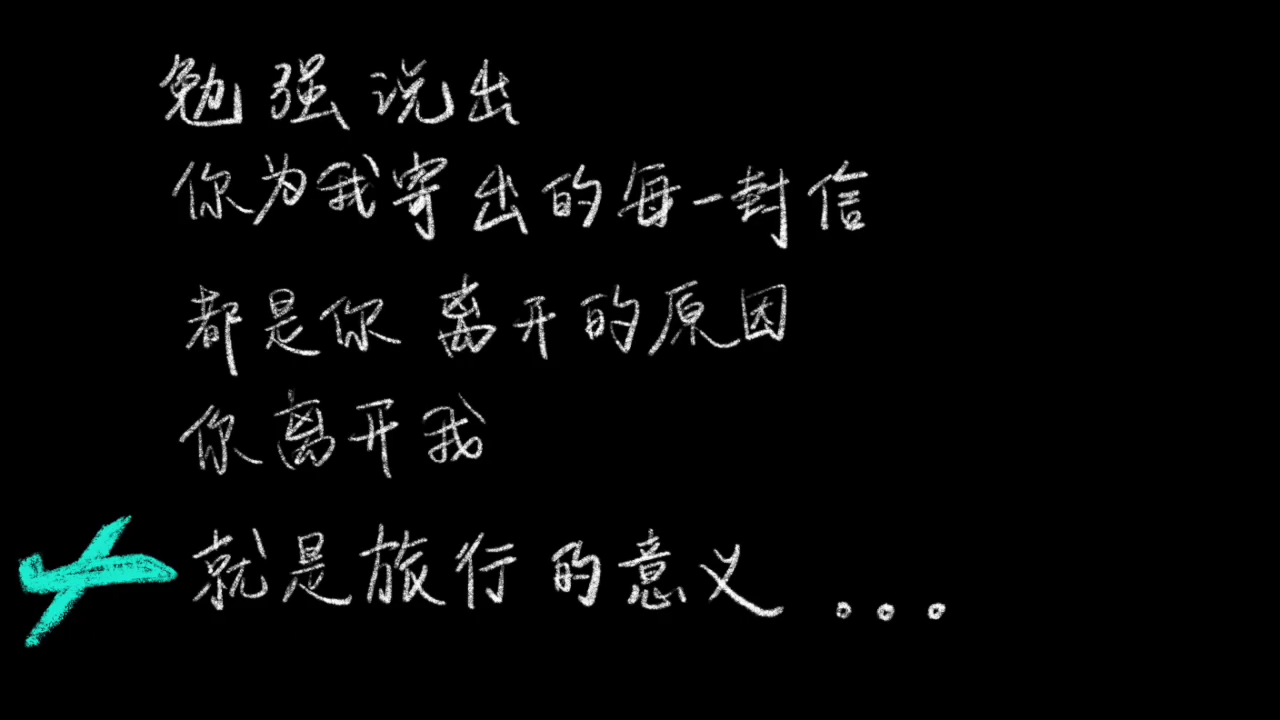 勉强说出
你为我寄出的每一封信
都是你 离开的原因
你离开我
就是旅行的意义 ...